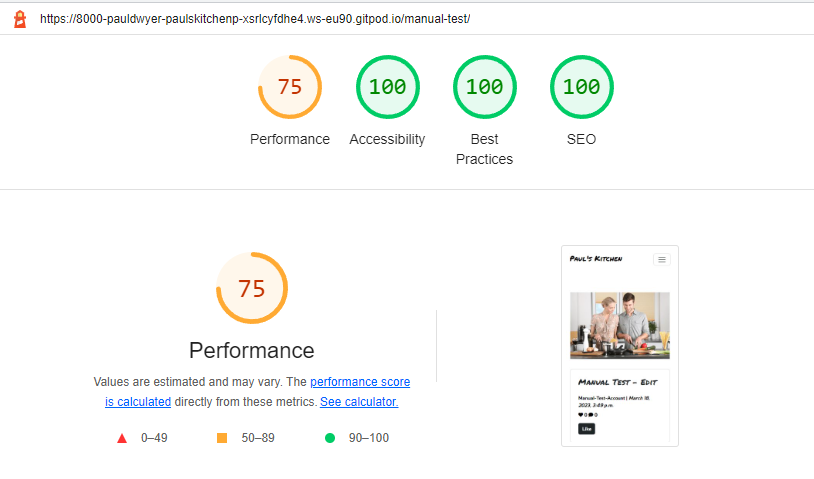 https://8000-pauldwyer-paulskitchenp-xsrlcyfdhe4.ws-eu90.gitpod.io/manual-test/
75
100
100
100
Performance
Accessibility
Best
Practices
SEO
75
Performance
Values are estimated and may vary. The performance score
is calculated directly from these metrics. See calculator.
0–49
50–89
90–100
Paul's Kitchen
Manual Test - Edit
Manual-Test-Account | March 18,
2023, 3:49 p.m.
0 0
Like